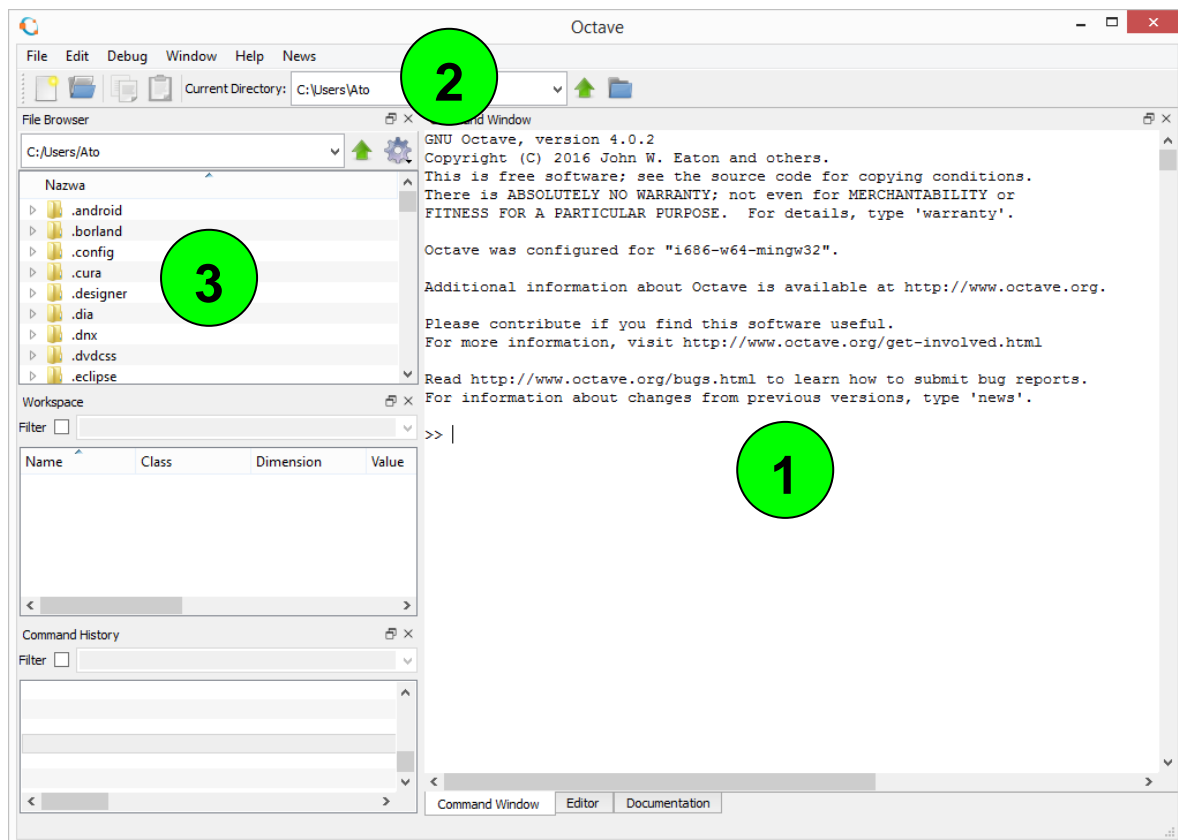 Octave
File Edit Debug Window Help News
Current Directory: C:\Users\Ato
2
File Browser
Window
C:/Users/Ato
Nazwa
.android
.borland
.config
.cura
.designer
.dia
.dnx
.dvdcss
.eclipse
3
Workspace
Filter
Name Class Dimension Value
Command History
Filter
GNU Octave, version 4.0.2
Copyright (C) 2016 John W. Eaton and others.
This is free software; see the source code for copying conditions.
There is ABSOLUTELY NO WARRANTY; not even for MERCHANTABILITY or
FITNESS FOR A PARTICULAR PURPOSE. For details, type 'warranty'.
Octave was configured for "i686-w64-mingw32".
Additional information about Octave is available at http://www.octave.org.
Please contribute if you find this software useful.
For more information, visit http://www.octave.org/get-involved.html
Read http://www.octave.org/bugs.html to learn how to submit bug reports.
For information about changes from previous versions, type 'news'.
>>
1
Command Window Editor Documentation